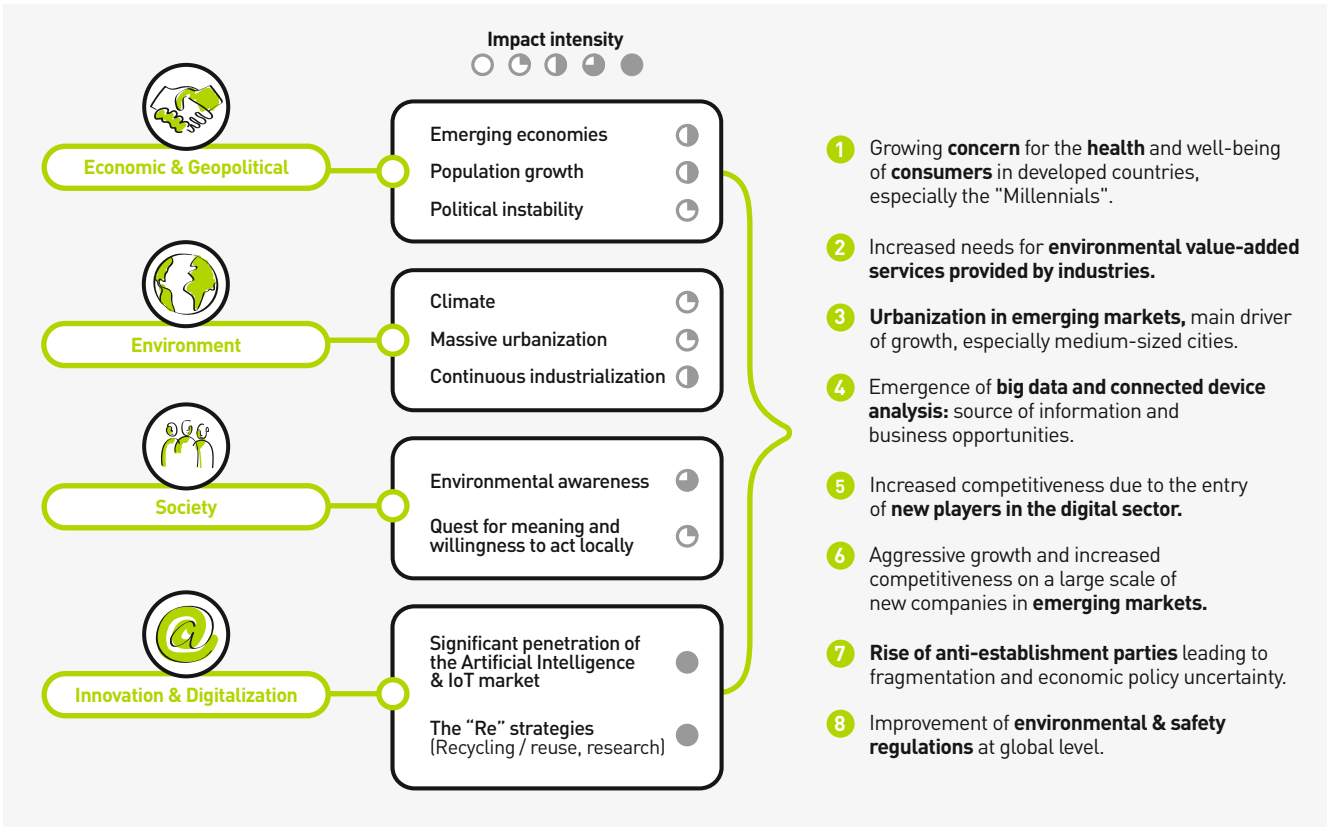 Impact intensity
Economic & Geopolitical
Emerging economies
Population growth
Political instability
Environment
Climate
Massive urbanization
Continuous industrialization
Society
Environmental awareness
Quest for meaning and
willingness to act locally
@
Innovation & Digitalization
Significant penetration of
the Artificial Intelligence
& IoT market
The “Re” strategies
(Recycling / reuse, research)
1 Growing concern for the health and well-being
of consumers in developed countries,
especially the "Millennials".
2 Increased needs for environmental value-added
services provided by industries.
3 Urbanization in emerging markets, main driver
of growth, especially medium-sized cities.
4 Emergence of big data and connected device
analysis: source of information and
business opportunities.
5 Increased competitiveness due to the entry
of new players in the digital sector.
6 Aggressive growth and increased
competitiveness on a large scale of
new companies in emerging markets.
7 Rise of anti-establishment parties leading to
fragmentation and economic policy uncertainty.
8 Improvement of environmental & safety
regulations at global level.